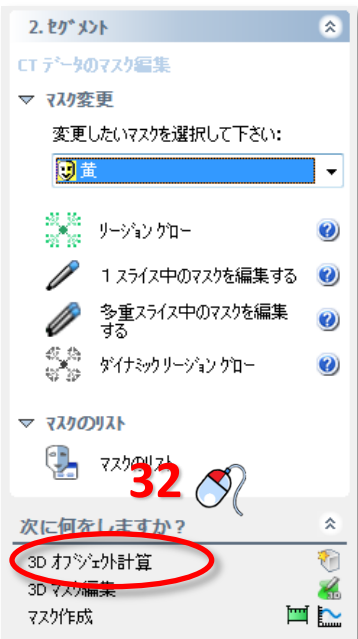 2. セグメント
CT データのマスク編集
マスク変更
変更したいマスクを選択して下さい:
黄
リージョン グロー
1 スライス中のマスクを編集する
多重スライス中のマスクを編集
する
ダイナミック リージョン グロー
マスクのリスト
マスクのリスト
32
次に何をしますか?
3D オブジェクト計算
3D マスク編集
マスク作成